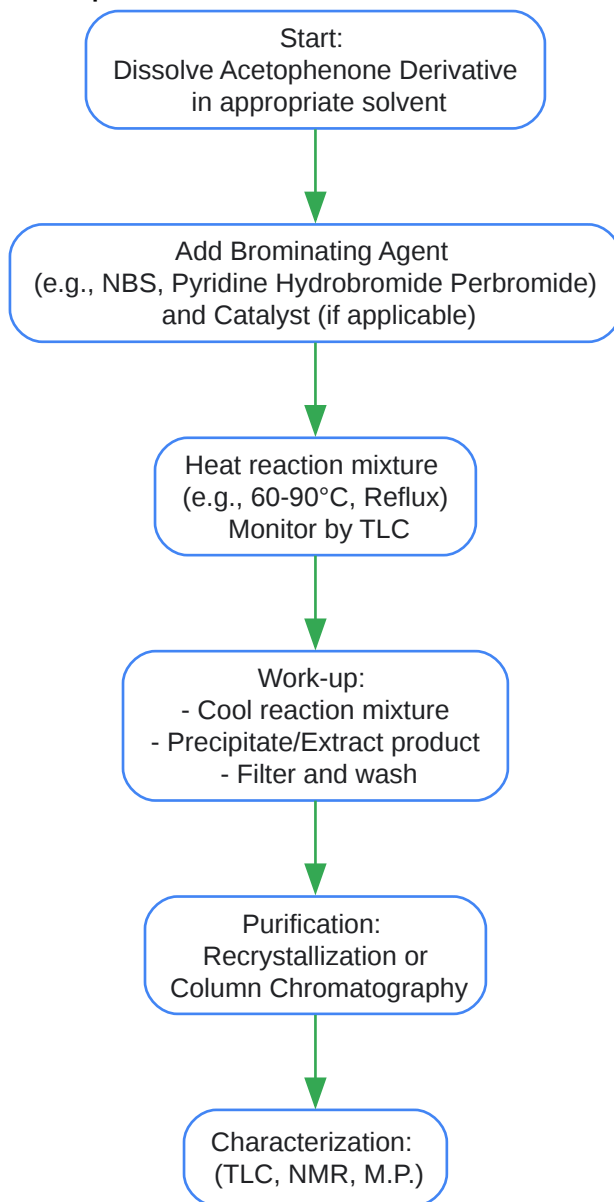 Start:
Dissolve Acetophenone Derivative
in appropriate solvent
Add Brominating Agent
(e.g., NBS, Pyridine Hydrobromide Perbromide)
and Catalyst (if applicable)
Heat reaction mixture
(e.g., 60-90°C, Reflux)
Monitor by TLC
Work-up:
- Cool reaction mixture
- Precipitate/Extract product
- Filter and wash
Purification:
Recrystallization or
Column Chromatography
Characterization:
(TLC, NMR, M.P.)